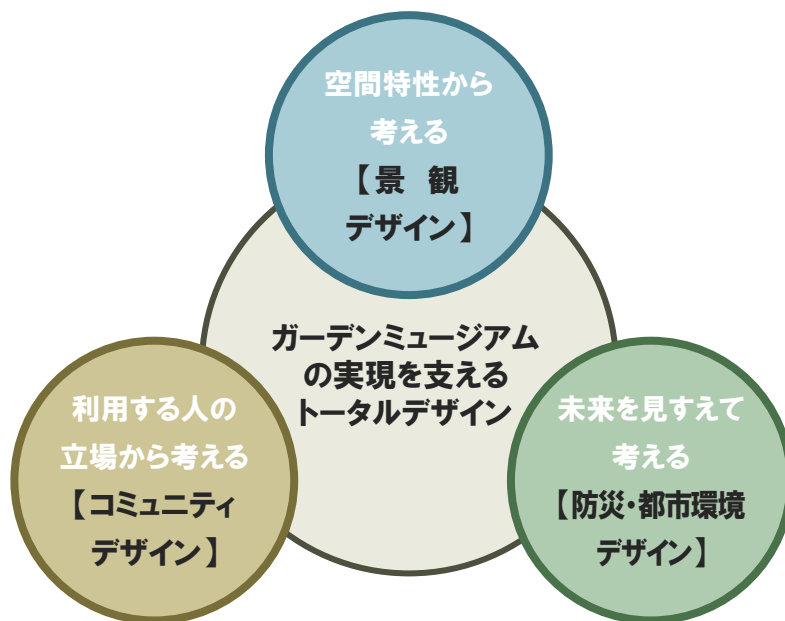 空間特性から
考える
【景 観
デザイン】
ガーデンミュージアム
の実現を支える
トータルデザイン
利用する人の
立場から考える
【コミュニティ
デザイン】
未来を見すえて
考える
【防災・都市環境
デザイン】